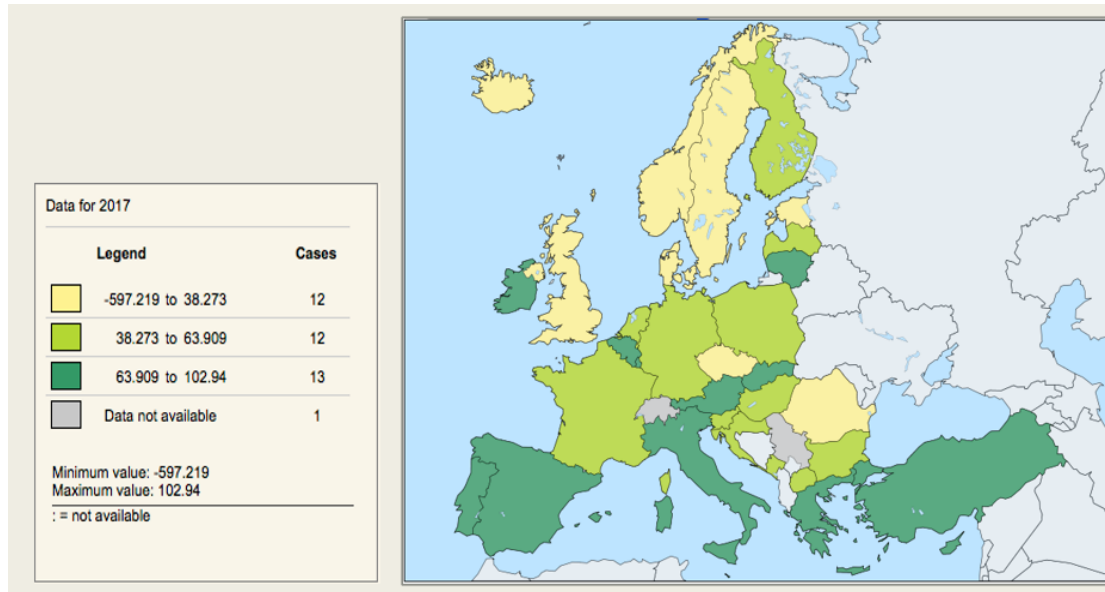 Data for 2017
Legend Cases
-597.219 to 38.273 12
38.273 to 63.909 12
63.909 to 102.94 13
Data not available 1
Minimum value: -597.219
Maximum value: 102.94
: = not available